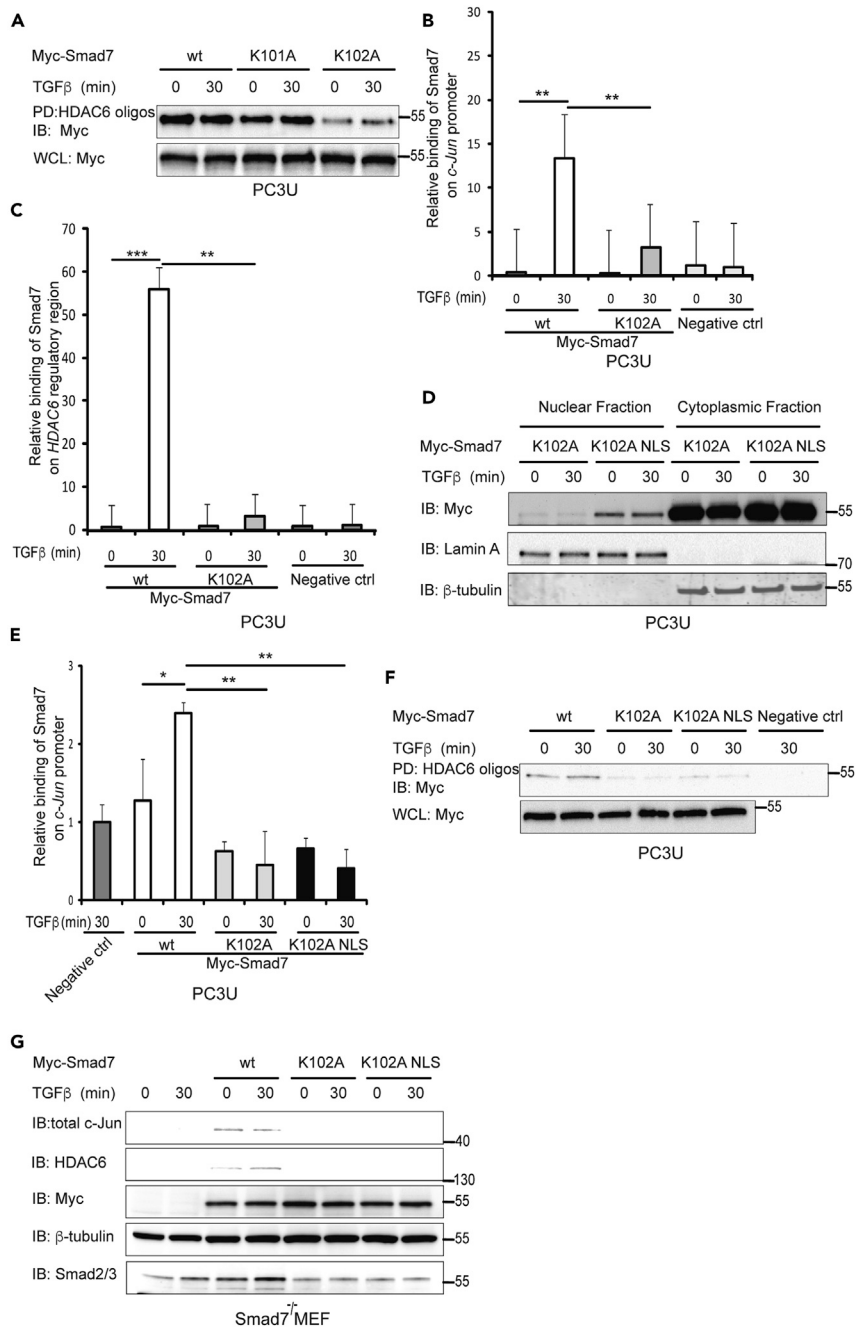 A
Myc-Smad7 wt K101A K102A
TGFβ (min) 0 30 0 30 0 30
PD:HDAC6 oligos
IB: Myc
55
WCL: Myc
55
PC3U
B
Relative binding of Smad7
on c-Jun promoter
30
25
20
15
10
5
0
** **
TGFβ (min) 0 30 0 30 0 30
wt K102A Negative ctrl
Myc-Smad7
PC3U
C
Relative binding of Smad7
on HDAC6 regulatory region
70
60
50
40
30
20
10
0
*** **
TGFβ (min) 0 30 0 30 0 30
wt K102A Negative ctrl
Myc-Smad7
PC3U
D
Nuclear Fraction Cytoplasmic Fraction
Myc-Smad7 K102A K102A NLS K102A K102A NLS
TGFβ (min) 0 30 0 30 0 30 0 30
IB: Myc 55
IB: Lamin A 70
IB: β-tubulin 55
PC3U
E
Relative binding of Smad7
on c-Jun promoter
3
2
1
0
**
* **
TGFβ(min) 30 0 30 0 30 0 30
Negative ctrl wt K102A K102A NLS
Myc-Smad7
PC3U
F
Myc-Smad7 wt K102A K102A NLS Negative ctrl
TGFβ (min) 0 30 0 30 0 30 30
PD: HDAC6 oligos
IB: Myc
55
WCL: Myc
55
PC3U
G
Myc-Smad7 wt K102A K102A NLS
TGFβ (min) 0 30 0 30 0 30 0 30
IB:total c-Jun 40
IB: HDAC6 130
IB: Myc 55
IB: β-tubulin 55
IB: Smad2/3 55
Smad7-/-MEF